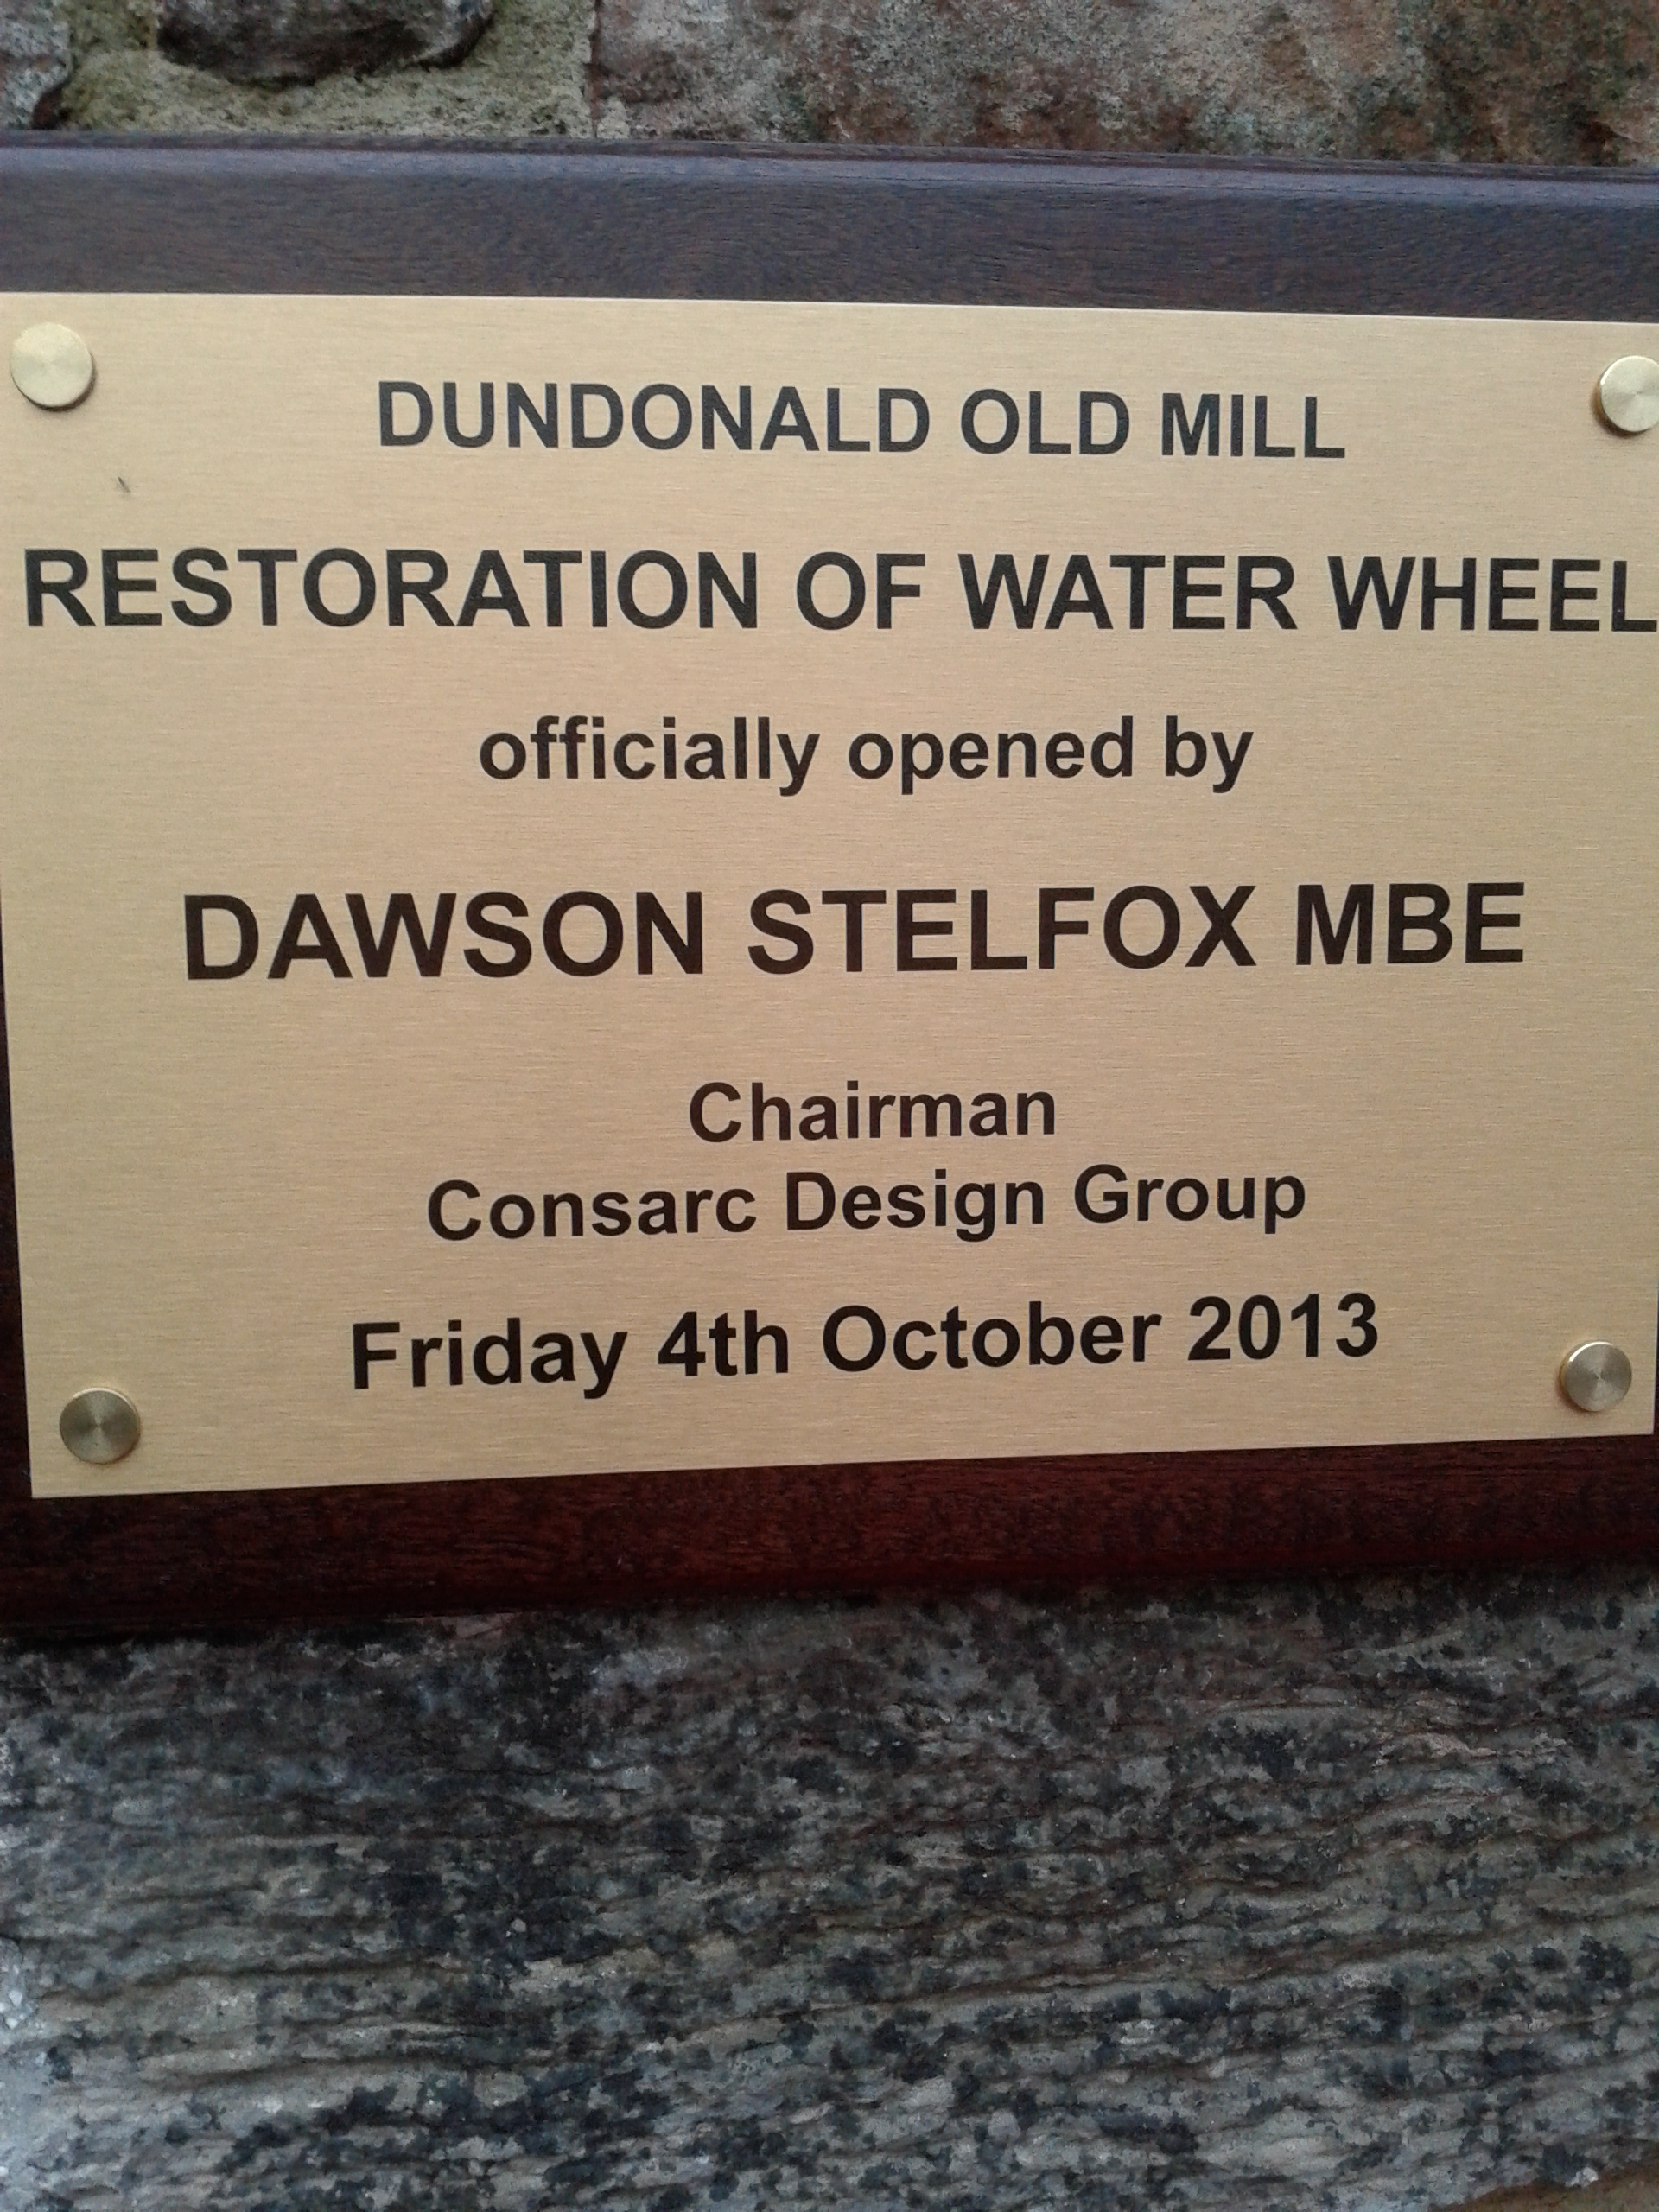 DUNDONALD OLD MILL
RESTORATION OF WATER WHEEL
officially opened by
DAWSON STELFOX MBE
Chairman
Consarc Design Group
Friday 4th October 2013